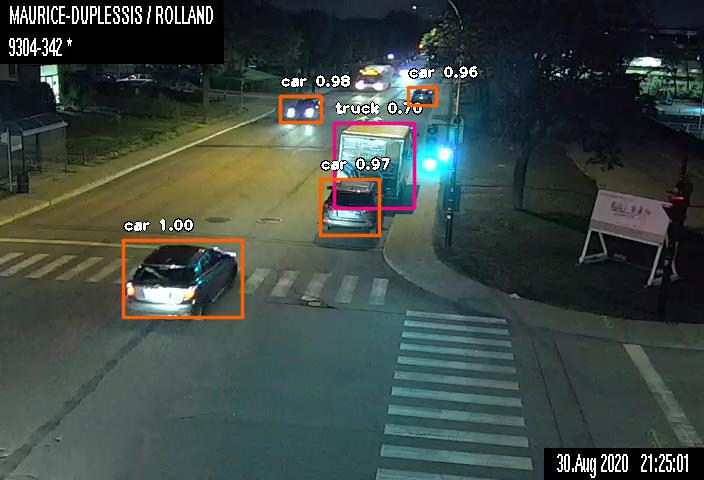 MAURICE-DUPLESSIS / ROLLAND
9304-342 *
car 0.98
car 0.96
truck 0.70
car 0.97
car 1.00
30.Aug 2020 21:25:01